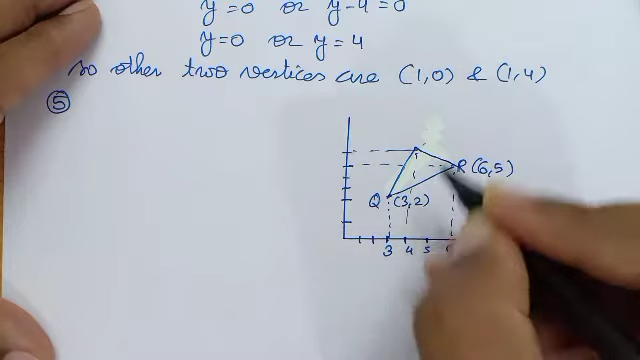 y=0 or y-4=0
y=0 or y=4
so other two vertices are (1,0) & (1,4)
5
R(6,5)
Q (3,2)
3 4 5